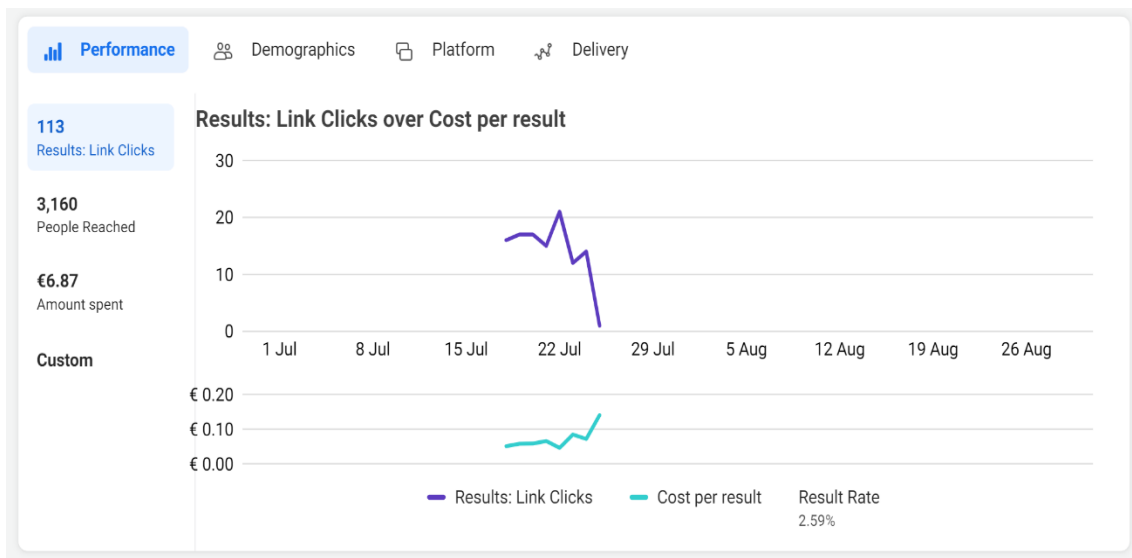 Performance
Demographics
Platform
Delivery
113
Results: Link Clicks
3,160
People Reached
€6.87
Amount spent
Custom
Results: Link Clicks over Cost per result
30
20
10
0
1 Jul 8 Jul 15 Jul 22 Jul 29 Jul 5 Aug 12 Aug 19 Aug 26 Aug
€ 0.20
€ 0.10
€ 0.00
Results: Link Clicks Cost per result Result Rate
2.59%